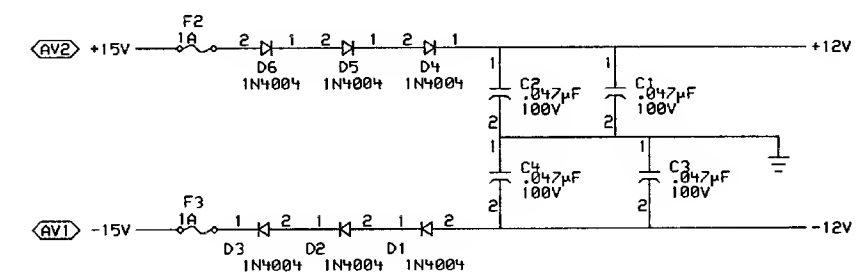 F2
AV2 +15V 1A 2 1 2 1 2 1 +12V
D6 D5 D4
1N4004 1N4004 1N4004
1 1
C2 C1
.047µF .047µF
100V 100V
2 2
1 1
C4 C3
.047µF .047µF
100V 100V
2 2
F3
AV1 -15V 1A 1 2 1 2 1 2 -12V
D3 D2 D1
1N4004 1N4004 1N4004